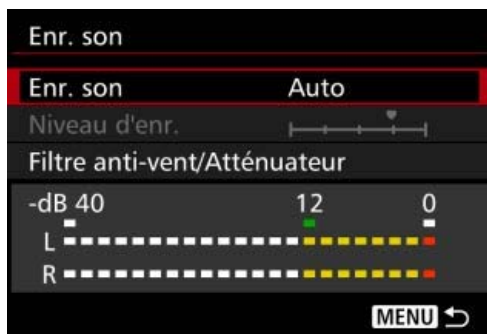 Enr. son
Enr. son Auto
Niveau d'enr.
Filtre anti-vent/Atténuateur
-dB 40 12 0
L
R
MENU